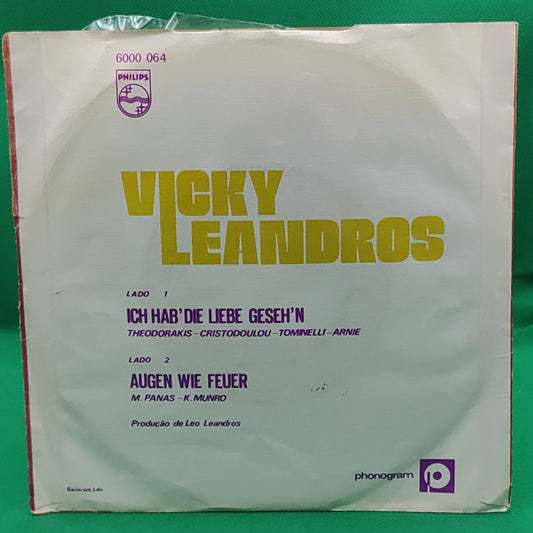 6000 064
PHILIPS
VICKY
LEANDROS
LADO 1
ICH HAB' DIE LIEBE GESEH'N
THEODORAKIS-CRISTODOULOU-TOMINELLI-ARNIE
LADO 2
AUGEN WIE FEUER
M. PANAS-K. MUNRO
Produção de Leo Leandros
phonogram